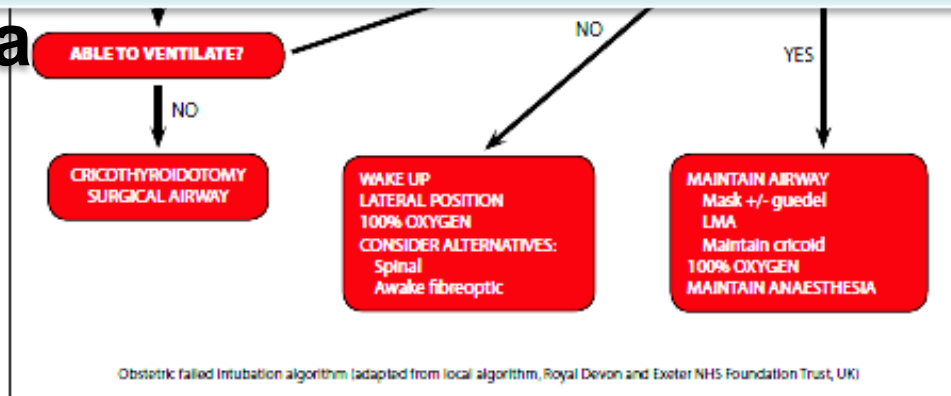 a
ABLE TO VENTILATE?
NO
YES
NO
CRICOTHYROIDOTOMY
SURGICAL AIRWAY
WAKE UP
LATERAL POSITION
100% OXYGEN
CONSIDER ALTERNATIVES:
Spinal
Awake fibreoptic
MAINTAIN AIRWAY
Mask +/- guedel
LMA
Maintain cricoid
100% OXYGEN
MAINTAIN ANAESTHESIA
Obstetric failed intubation algorithm (adapted from local algorithm, Royal Devon and Exeter NHS Foundation Trust, UK)